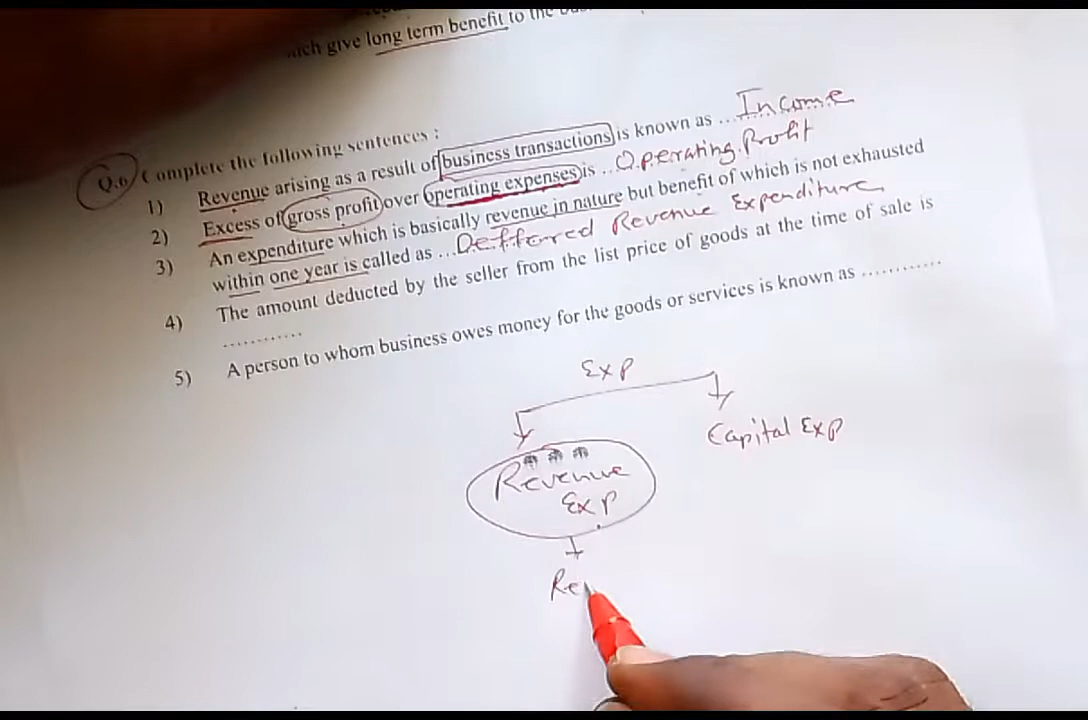 which give long term benefit to the
Q.6 Complete the following sentences :
1) Revenue arising as a result of business transactions is known as ... Income
2) Excess of gross profit over operating expenses is ... Operating Profit
3) An expenditure which is basically revenue in nature but benefit of which is not exhausted
within one year is called as ... Defferred Revenue Expenditure
4) The amount deducted by the seller from the list price of goods at the time of sale is
............
5) A person to whom business owes money for the goods or services is known as ............
Exp
Capital Exp
Revenue
Exp
Re